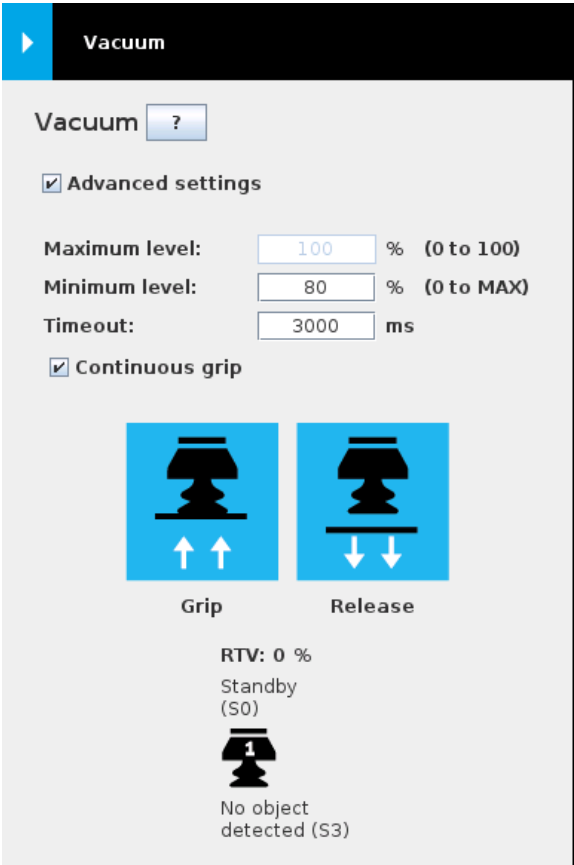 Vacuum
Vacuum ?
Advanced settings
Maximum level: 100 % (0 to 100)
Minimum level: 80 % (0 to MAX)
Timeout: 3000 ms
Continuous grip
Grip Release
RTV: 0 %
Standby
(S0)
1
No object
detected (S3)